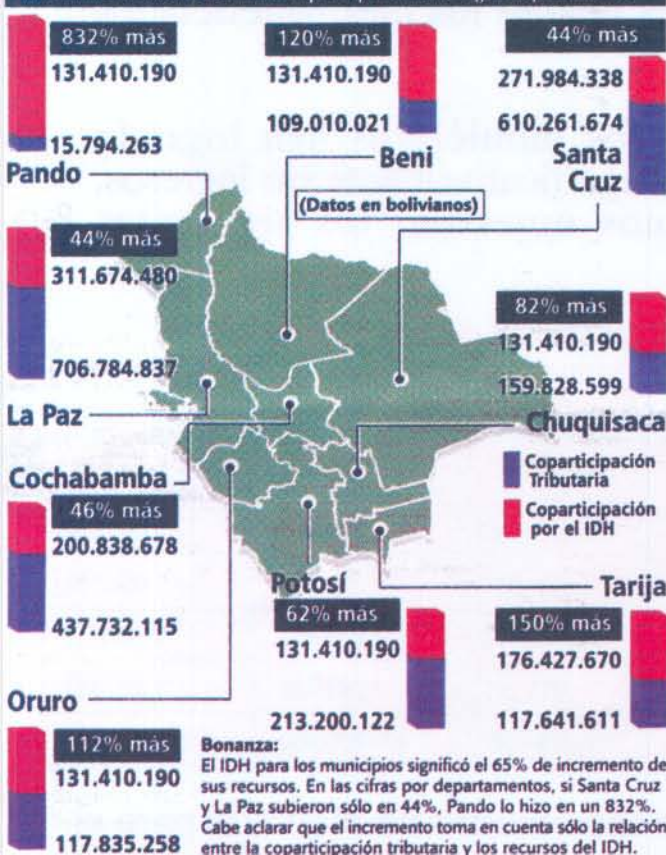 832% más
131.410.190
15.794.263
Pando
120% más
131.410.190
109.010.021
Beni
44% más
271.984.338
610.261.674
Santa
Cruz
(Datos en bolivianos)
44% más
311.674.480
706.784.837
La Paz
82% más
131.410.190
159.828.599
Chuquisaca
Coparticipación
Tributaria
Coparticipación
por el IDH
Cochabamba
46% más
200.838.678
437.732.115
Potosí
62% más
131.410.190
213.200.122
Tarija
150% más
176.427.670
117.641.611
Oruro
112% más
131.410.190
117.835.258
Bonanza:
El IDH para los municipios significó el 65% de incremento de
sus recursos. En las cifras por departamentos, si Santa Cruz
y La Paz subieron sólo en 44%, Pando lo hizo en un 832%.
Cabe aclarar que el incremento toma en cuenta sólo la relación
entre la coparticipación tributaria y los recursos del IDH.